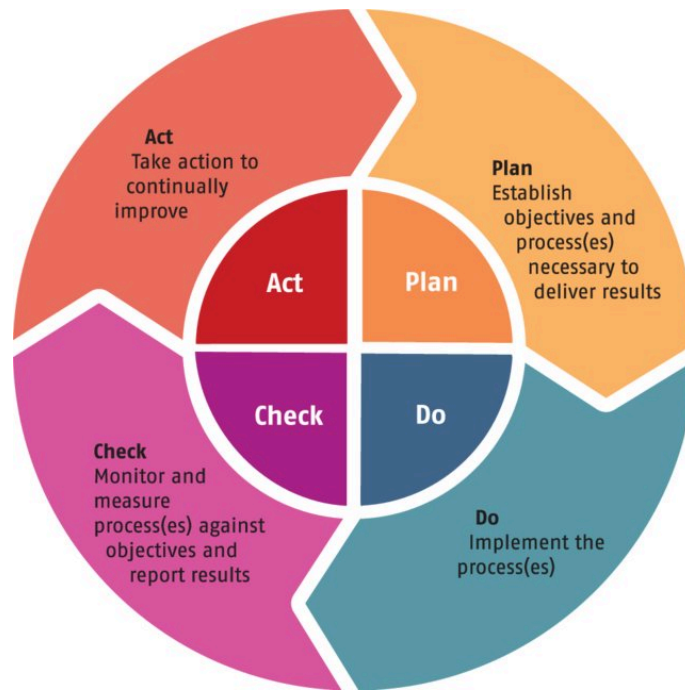 Act
Take action to
continually
improve
Plan
Establish
objectives and
process(es)
necessary to
deliver results
Act
Plan
Check
Do
Check
Monitor and
measure
process(es) against
objectives and
report results
Do
Implement the
process(es)